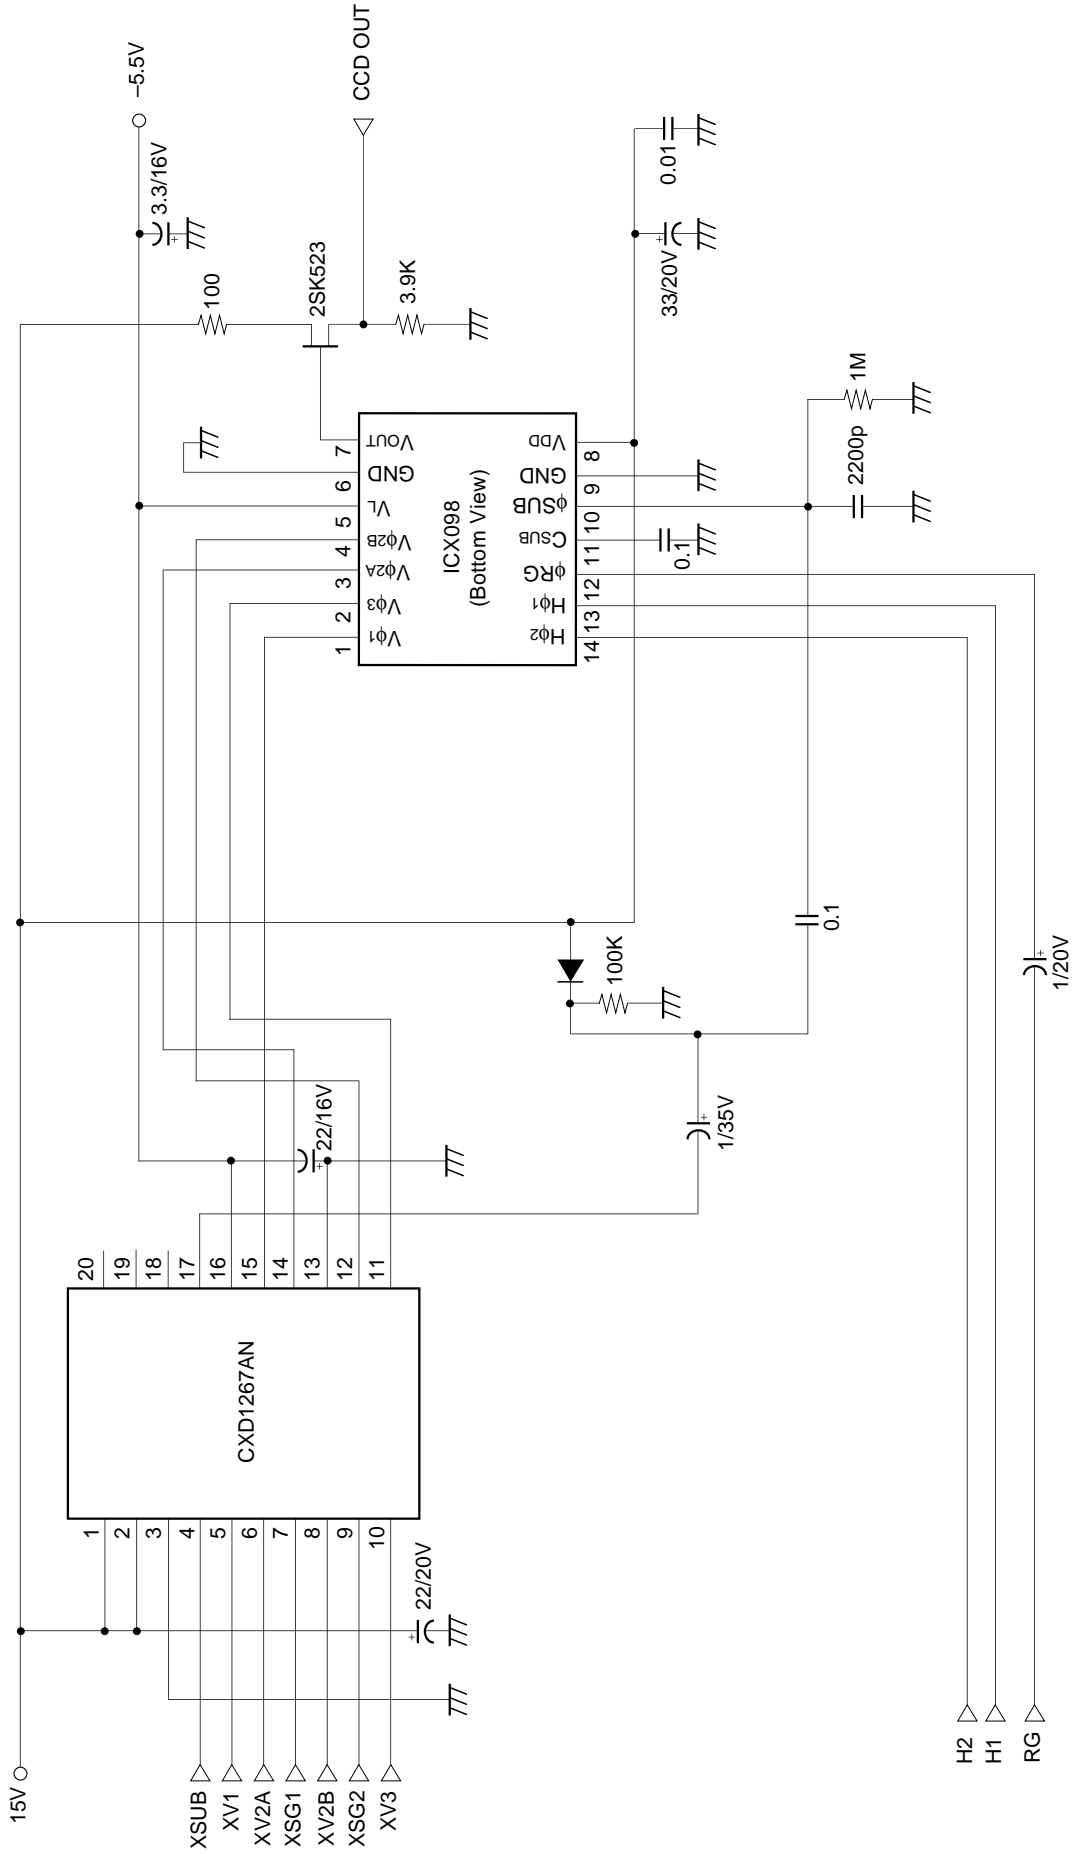 15V
XSUB
XV1
XV2A
XSG1
XV2B
XSG2
XV3
22/20V
1
2
3
4
5
6
7
8
9
10
CXD1267AN
20
19
18
17
16
15
14
13
12
11
22/16V
1/35V
100K
0.1
1/20V
H2
H1
RG
1
2
3
4
5
6
7
Vϕ1
Vϕ3
Vϕ2A
Vϕ2B
VL
GND
VOUT
ICX098
(Bottom View)
Hϕ2
Hϕ1
ϕRG
CSUB
ϕSUB
GND
VDD
14
13
12
11
10
9
8
0.1
2200p
1M
33/20V
0.01
100
2SK523
3.9K
3.3/16V
–5.5V
CCD OUT